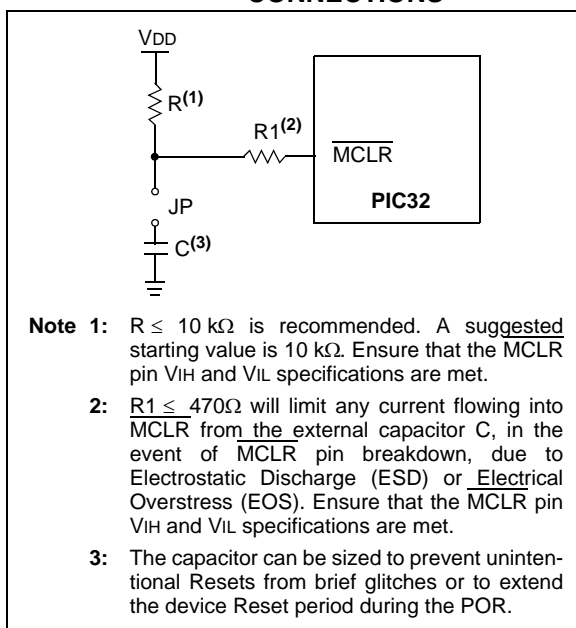 CONNECTIONS
VDD
R(1)
R1(2)
MCLR
JP
PIC32
C(3)
Note 1: R ≤ 10 kΩ is recommended. A suggested
starting value is 10 kΩ. Ensure that the MCLR
pin VIH and VIL specifications are met.
2: R1 ≤ 470Ω will limit any current flowing into
MCLR from the external capacitor C, in the
event of MCLR pin breakdown, due to
Electrostatic Discharge (ESD) or Electrical
Overstress (EOS). Ensure that the MCLR pin
VIH and VIL specifications are met.
3: The capacitor can be sized to prevent uninten-
tional Resets from brief glitches or to extend
the device Reset period during the POR.